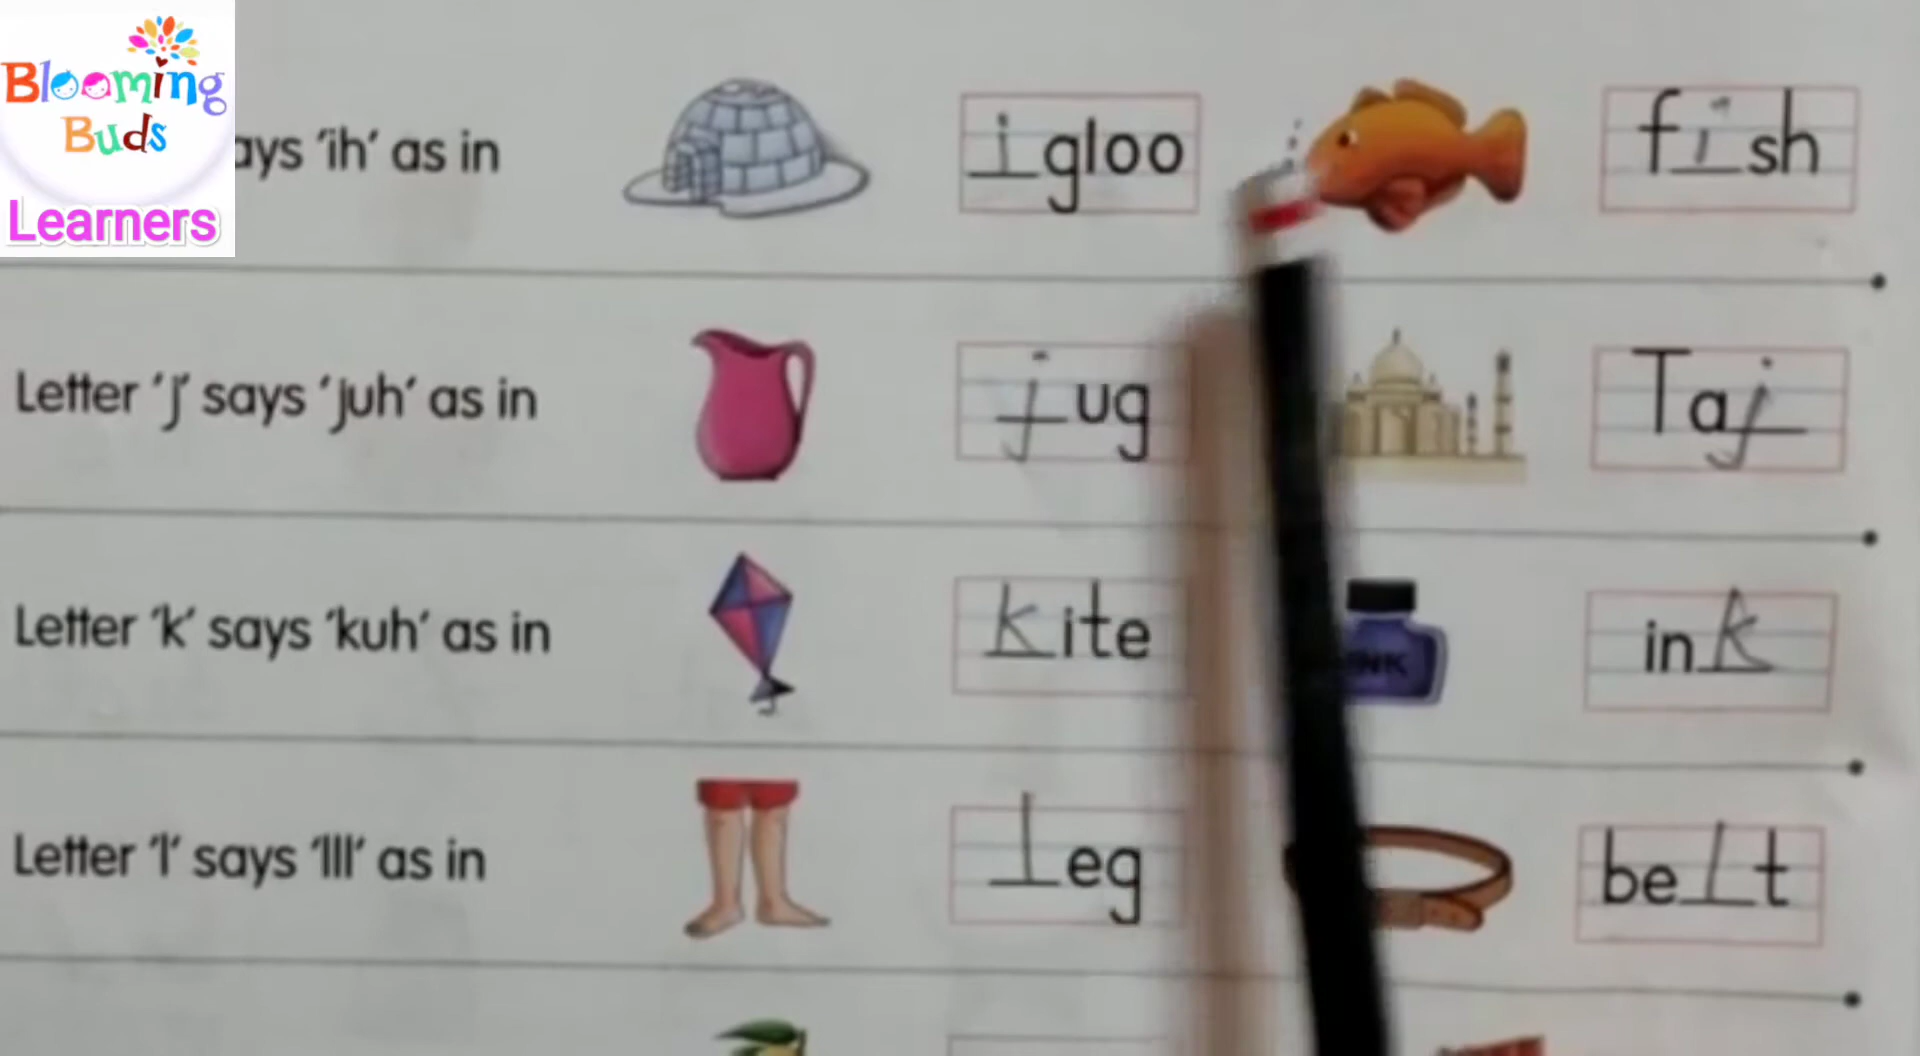 Blooming
Buds
Learners
ays 'ih' as in igloo fish
Letter 'j' says 'juh' as in jug Taj
Letter 'k' says 'kuh' as in kite INK ink
Letter 'l' says 'lll' as in leg belt